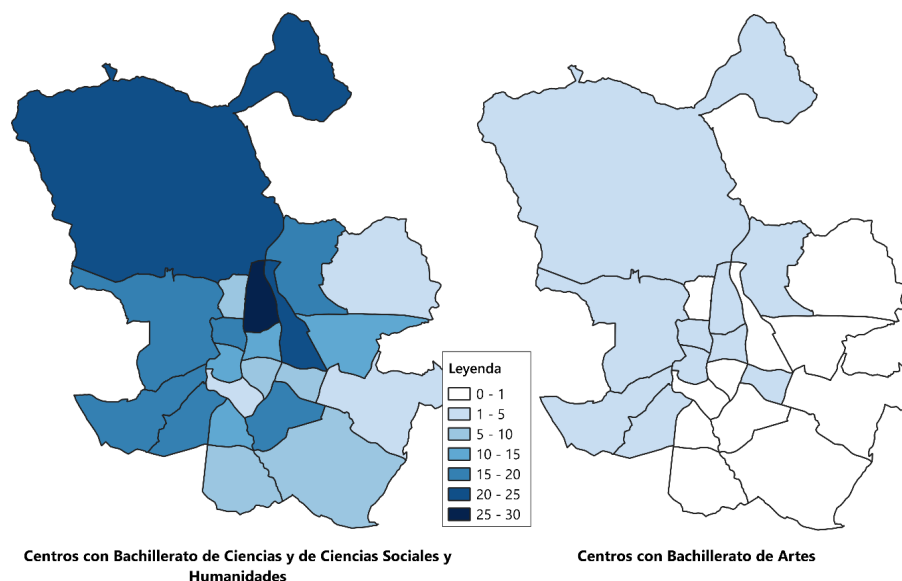 Leyenda
0 - 1
1 - 5
5 - 10
10 - 15
15 - 20
20 - 25
25 - 30
Centros con Bachillerato de Ciencias y de Ciencias Sociales y
Humanidades
Centros con Bachillerato de Artes